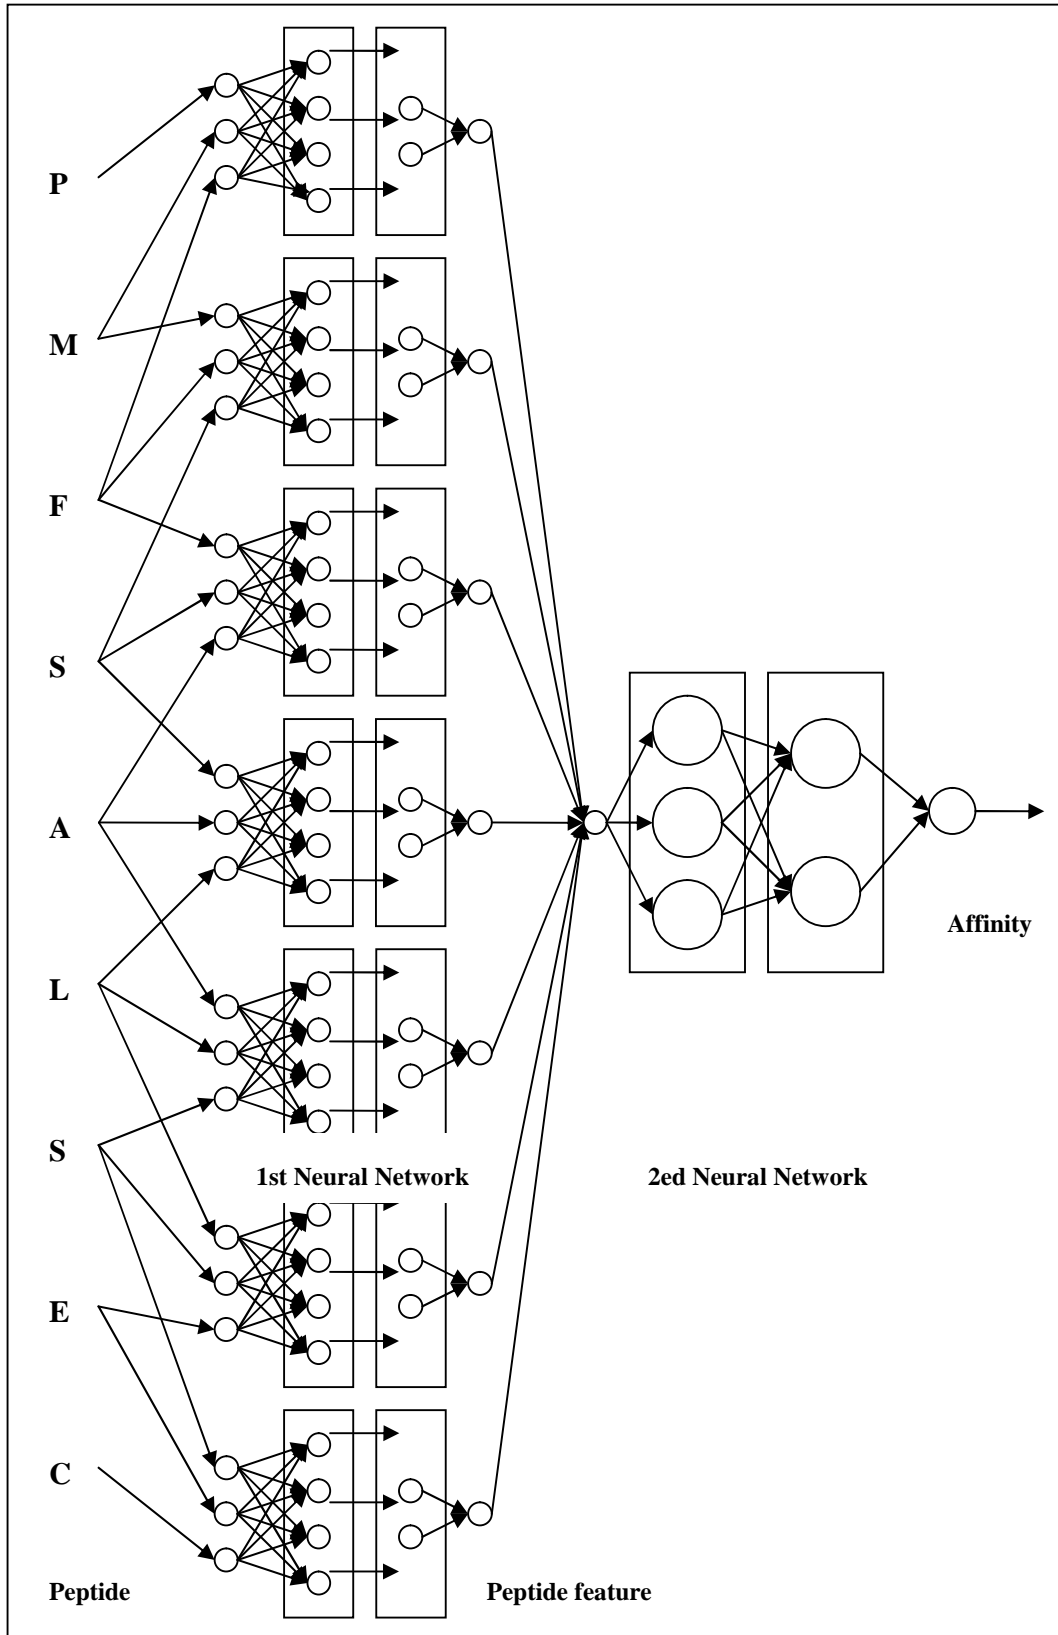 P
M
F
S
A
L
Affinity
S
1st Neural Network
2ed Neural Network
E
C
Peptide
Peptide feature